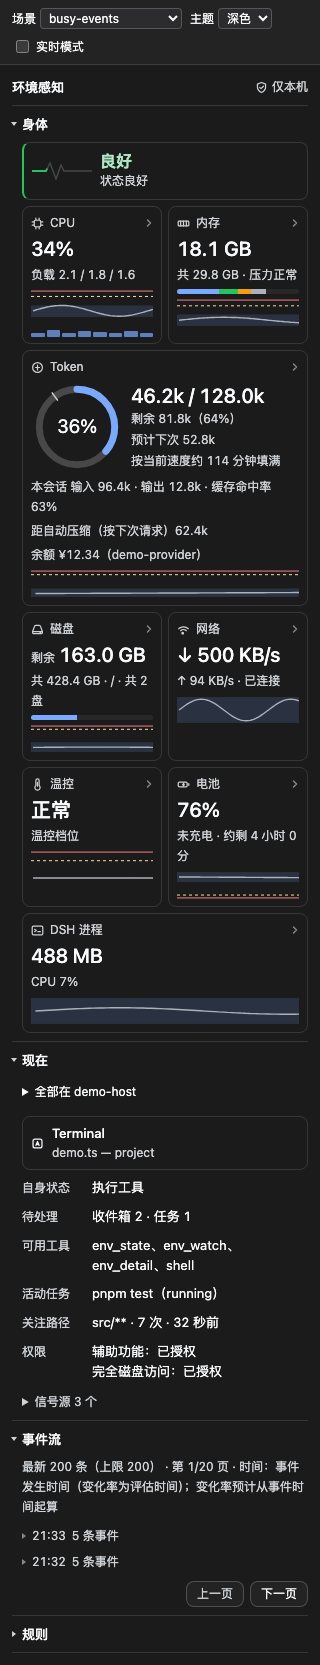 场景 busy-events 主题 深色
实时模式
环境感知 仅本机
身体
良好
状态良好
CPU
34%
负载 2.1 / 1.8 / 1.6
内存
18.1 GB
共 29.8 GB · 压力正常
Token
36%
46.2k / 128.0k
剩余 81.8k（64%）
预计下次 52.8k
按当前速度约 114 分钟填满
本会话 输入 96.4k · 输出 12.8k · 缓存命中率
63%
距自动压缩（按下次请求）62.4k
余额 ¥12.34（demo-provider）
磁盘
剩余 163.0 GB
共 428.4 GB · / · 共 2
盘
网络
↓ 500 KB/s
↑ 94 KB/s · 已连接
温控
正常
温控档位
电池
76%
未充电 · 约剩 4 小时 0
分
DSH 进程
488 MB
CPU 7%
现在
全部在 demo-host
Terminal
demo.ts — project
自身状态 执行工具
待处理 收件箱 2 · 任务 1
可用工具 env_state、env_watch、
env_detail、shell
活动任务 pnpm test（running）
关注路径 src/** · 7 次 · 32 秒前
权限 辅助功能：已授权
完全磁盘访问：已授权
信号源 3 个
事件流
最新 200 条（上限 200） · 第 1/20 页 · 时间：事件
发生时间（变化率为评估时间）；变化率预计从事件时
间起算
21:33 5 条事件
21:32 5 条事件
上一页 下一页
规则